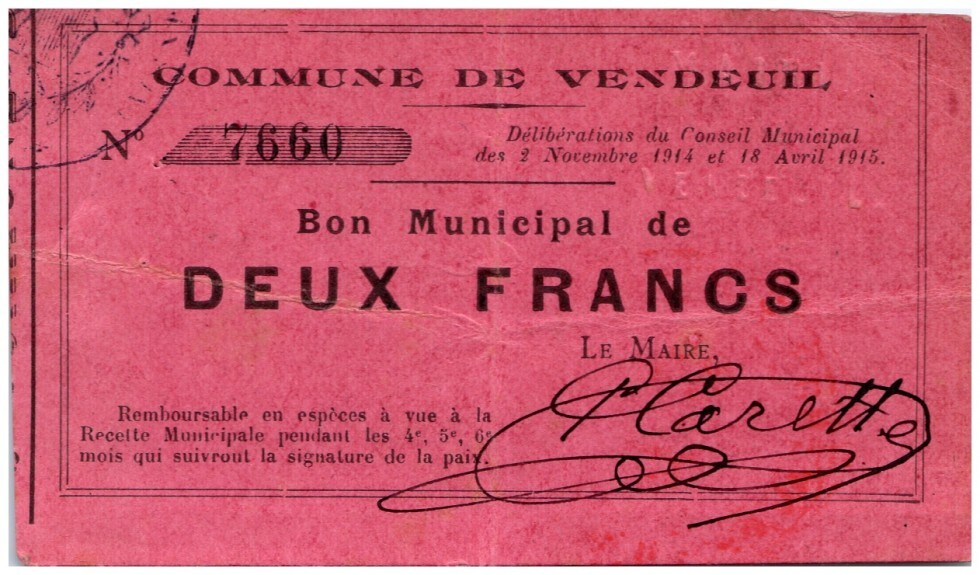 COMMUNE DE VENDEUIL
N° 7660
Délibérations du Conseil Municipal
des 2 Novembre 1914 et 18 Avril 1915.
Bon Municipal de
DEUX FRANCS
LE MAIRE,
Carette
Remboursable en espèces à vue à la
Recette Municipale pendant les 4e, 5e, 6e
mois qui suivront la signature de la paix.